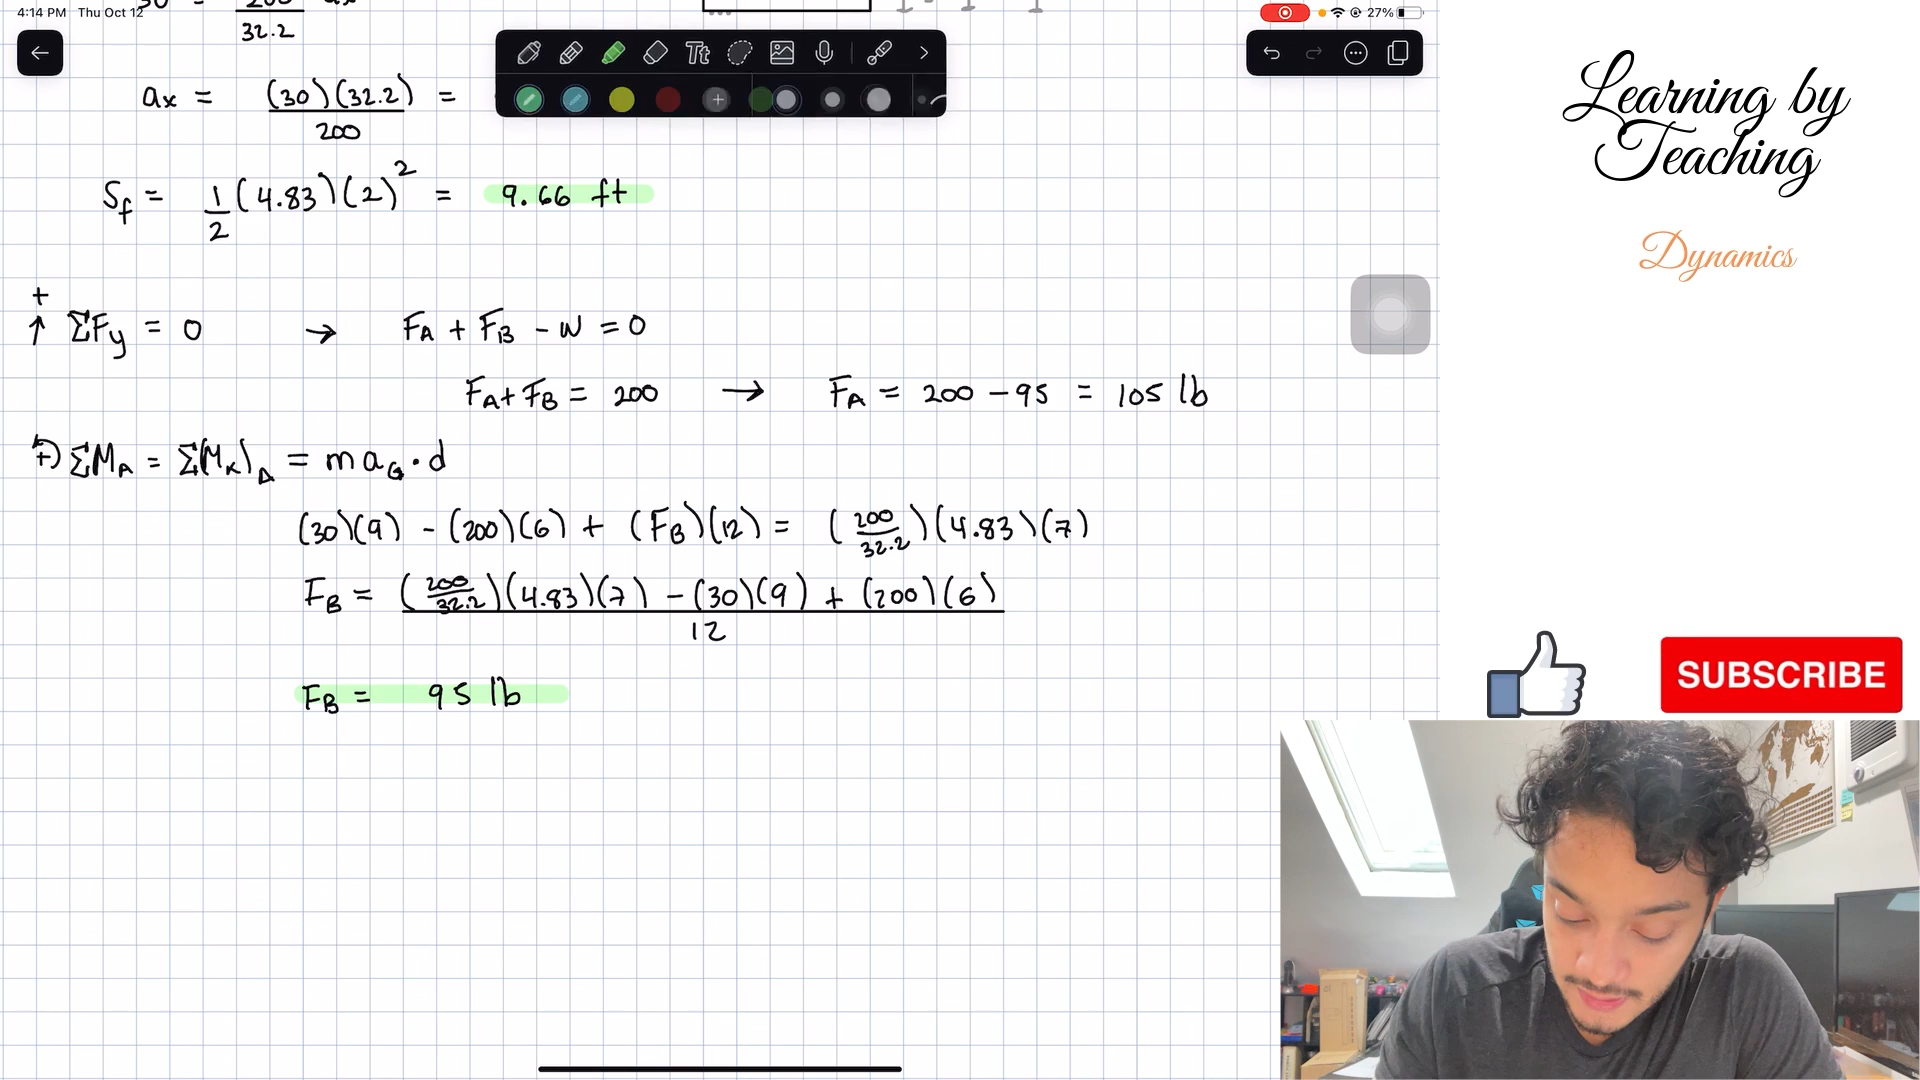 4:14 PM Thu Oct 12
32.2
27%
Tt
ax = (30)(32.2) =
200
Sf = 1/2 (4.83)(2)² = 9.66 ft
+↑ ΣFy = 0 → FA + FB - W = 0
FA + FB = 200 → FA = 200 - 95 = 105 lb
+) ΣMA = Σ(Mk)A = m aG · d
(30)(9) - (200)(6) + (FB)(12) = (200/32.2)(4.83)(7)
FB = (200/32.2)(4.83)(7) - (30)(9) + (200)(6)
12
FB = 95 lb
Learning by
Teaching
Dynamics
SUBSCRIBE